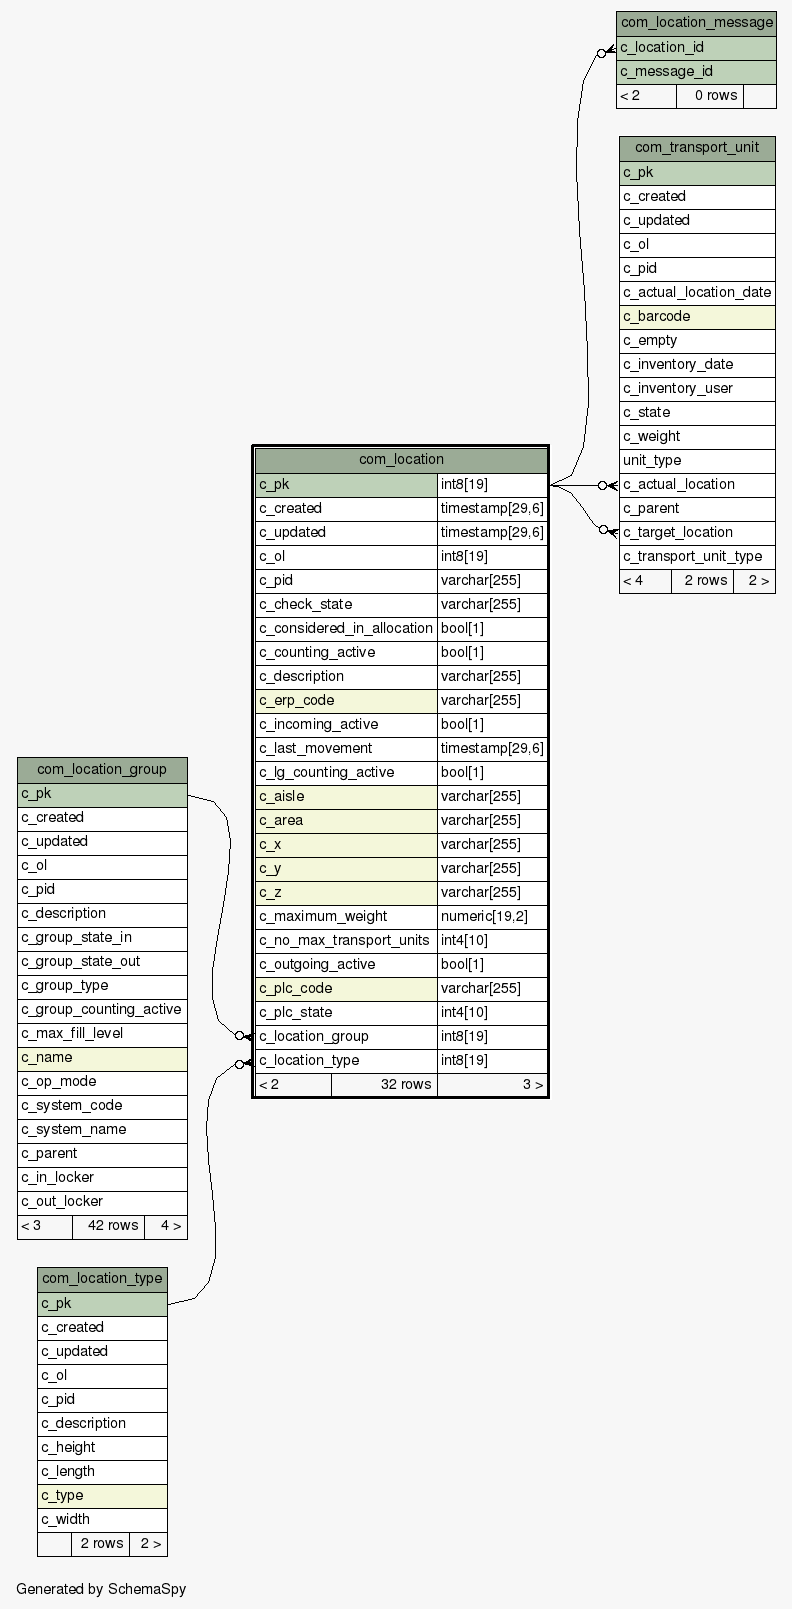 com_location_message
c_location_id
c_message_id
< 2 0 rows
com_transport_unit
c_pk
c_created
c_updated
c_ol
c_pid
c_actual_location_date
c_barcode
c_empty
c_inventory_date
c_inventory_user
c_state
c_weight
unit_type
c_actual_location
c_parent
c_target_location
c_transport_unit_type
< 4 2 rows 2 >
com_location
c_pk int8[19]
c_created timestamp[29,6]
c_updated timestamp[29,6]
c_ol int8[19]
c_pid varchar[255]
c_check_state varchar[255]
c_considered_in_allocation bool[1]
c_counting_active bool[1]
c_description varchar[255]
c_erp_code varchar[255]
c_incoming_active bool[1]
c_last_movement timestamp[29,6]
c_lg_counting_active bool[1]
c_aisle varchar[255]
c_area varchar[255]
c_x varchar[255]
c_y varchar[255]
c_z varchar[255]
c_maximum_weight numeric[19,2]
c_no_max_transport_units int4[10]
c_outgoing_active bool[1]
c_plc_code varchar[255]
c_plc_state int4[10]
c_location_group int8[19]
c_location_type int8[19]
< 2 32 rows 3 >
com_location_group
c_pk
c_created
c_updated
c_ol
c_pid
c_description
c_group_state_in
c_group_state_out
c_group_type
c_group_counting_active
c_max_fill_level
c_name
c_op_mode
c_system_code
c_system_name
c_parent
c_in_locker
c_out_locker
< 3 42 rows 4 >
com_location_type
c_pk
c_created
c_updated
c_ol
c_pid
c_description
c_height
c_length
c_type
c_width
2 rows 2 >
Generated by SchemaSpy